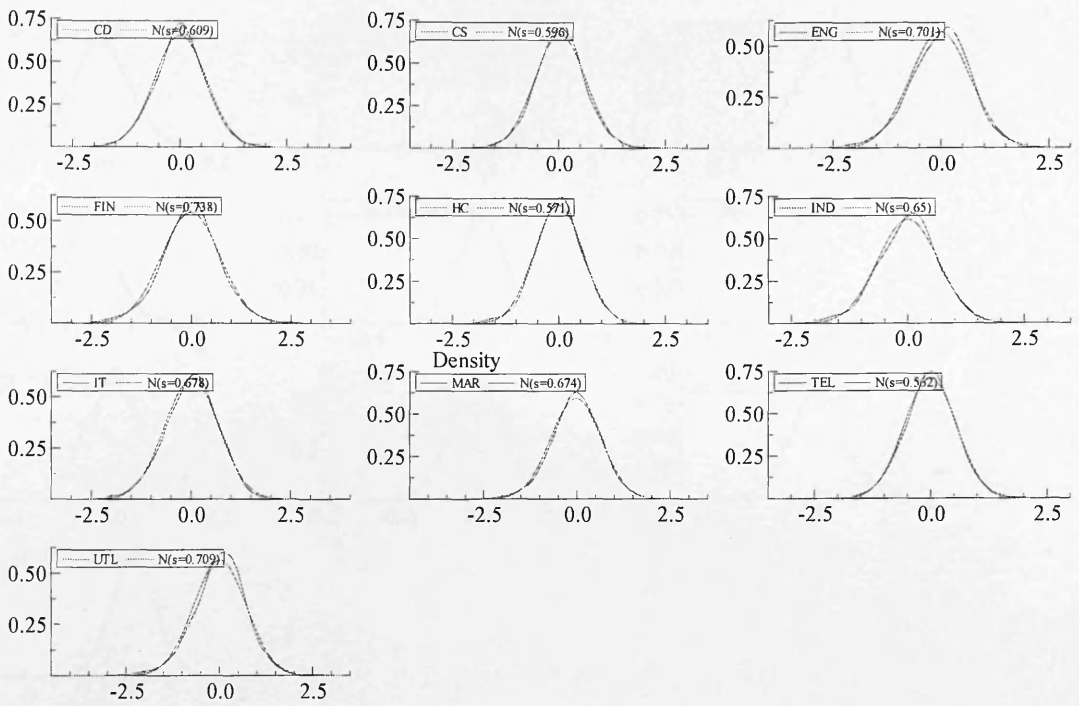 0.75 CD N(s=0.609) 0.75 CS N(s=0.596) ENG N(s=0.701)
0.50 0.50 0.50
0.25 0.25 0.25
-2.5 0.0 2.5 -2.5 0.0 2.5 -2.5 0.0 2.5
0.50 FIN N(s=0.738) 0.75 HC N(s=0.571) 0.75 IND N(s=0.65)
0.50 0.50
0.25 0.25 0.25
-2.5 0.0 2.5 -2.5 0.0 2.5 -2.5 0.0 2.5
Density
IT N(s=0.678) MAR N(s=0.674) 0.75 TEL N(s=0.562)
0.50 0.50 0.50
0.25 0.25 0.25
-2.5 0.0 2.5 -2.5 0.0 2.5 -2.5 0.0 2.5
UTL N(s=0.709)
0.50
0.25
-2.5 0.0 2.5